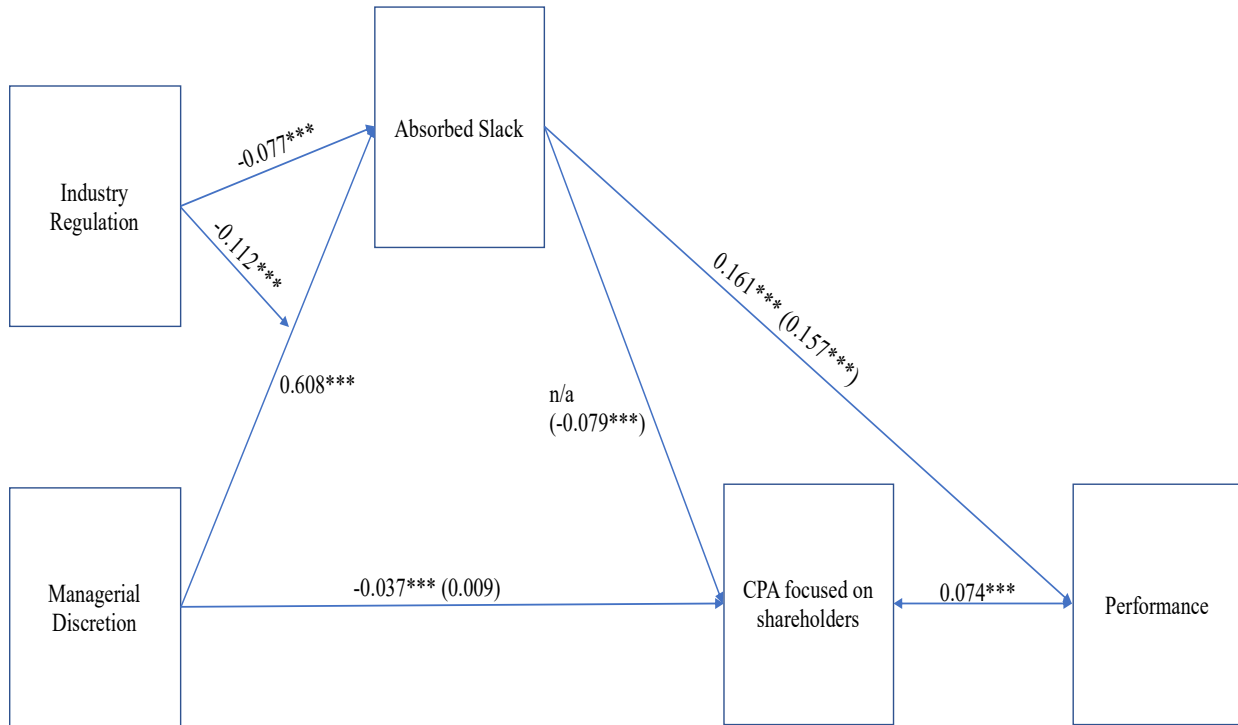 Absorbed Slack
-0.077***
Industry
Regulation
-0.112***
0.161*** (0.157***)
0.608***
n/a
(-0.079***)
Managerial
Discretion
-0.037*** (0.009)
CPA focused on
shareholders
0.074***
Performance